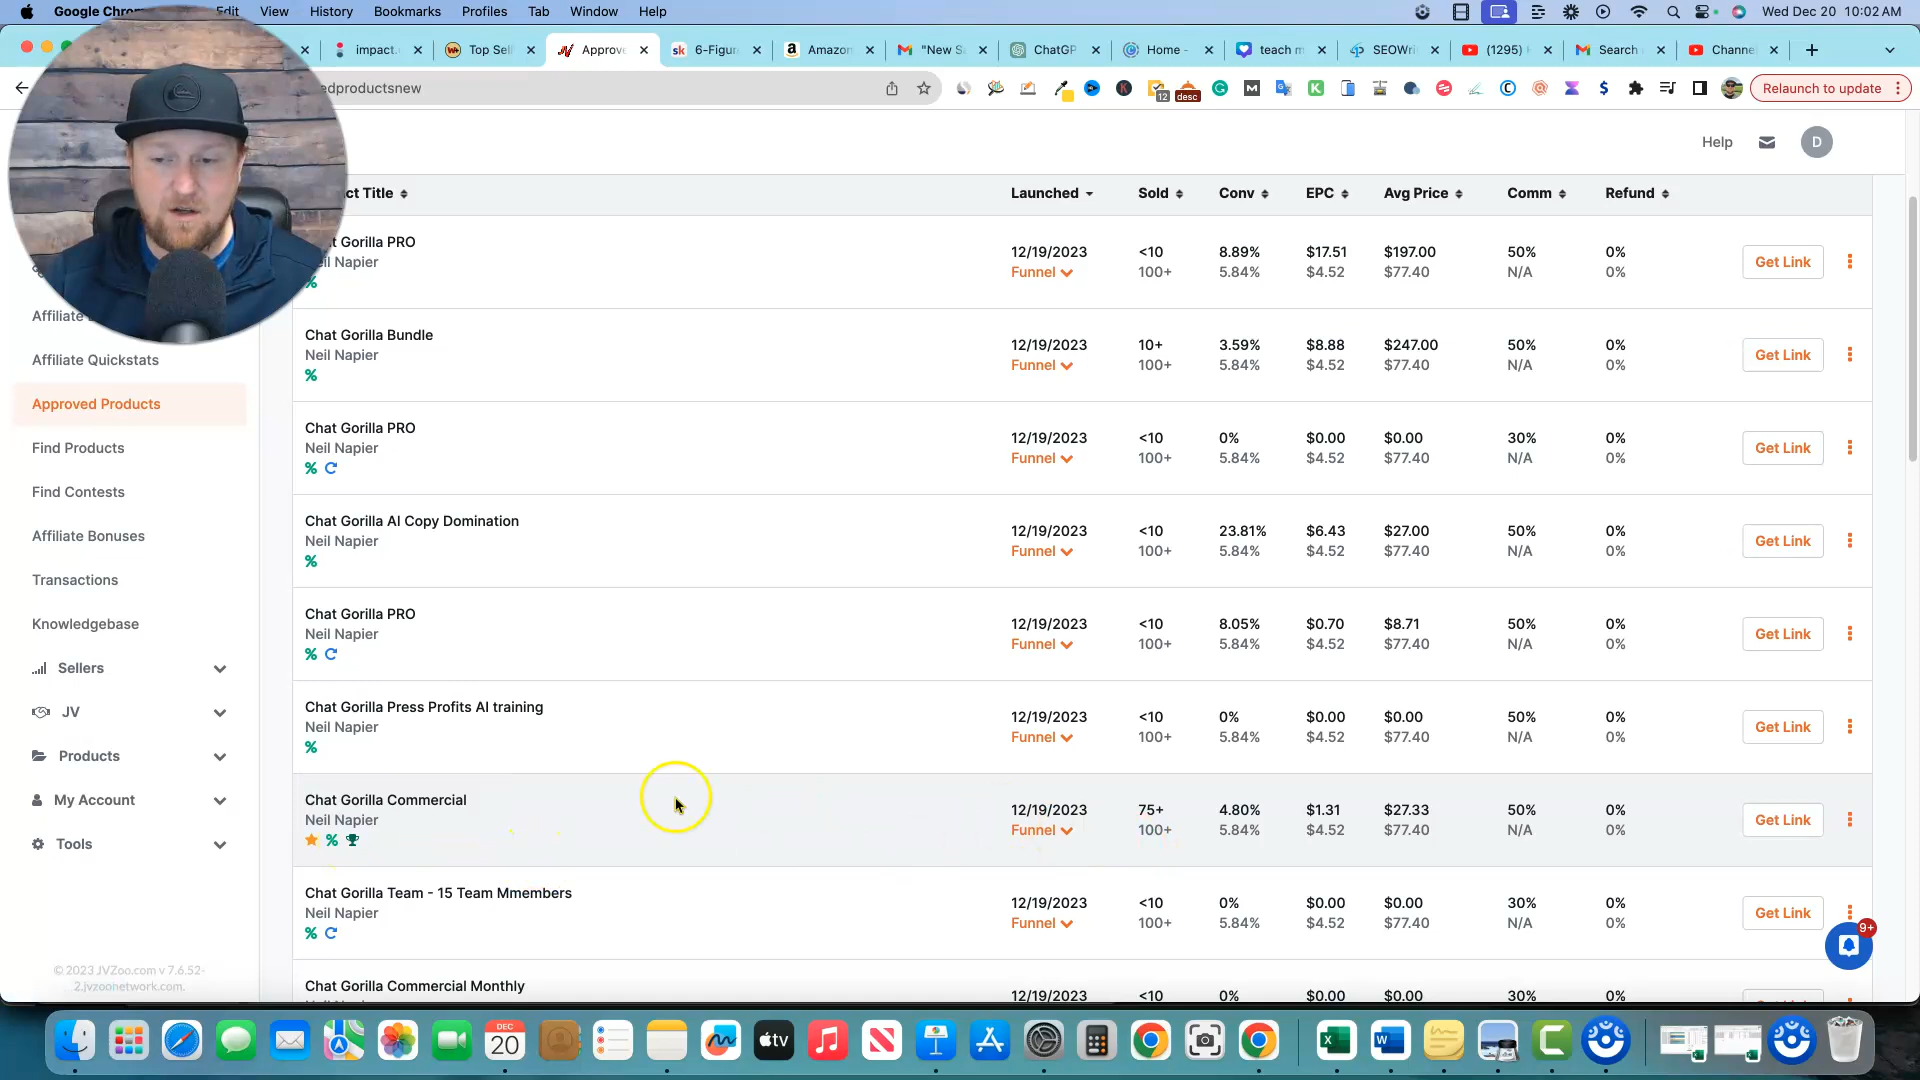 Google Chrom Edit View History Bookmarks Profiles Tab Window Help Wed Dec 20 10:02 AM
impact. Top Sell Approve 6-Figur Amazon "New S ChatGP Home - teach m SEOWri (1295) Search Channel
edproductsnew 12 desc Relaunch to update
Help D
ct Title Launched Sold Conv EPC Avg Price Comm Refund
t Gorilla PRO
eil Napier
12/19/2023 <10 8.89% $17.51 $197.00 50% 0%
Funnel 100+ 5.84% $4.52 $77.40 N/A 0%
Get Link
Chat Gorilla Bundle
Neil Napier
12/19/2023 10+ 3.59% $8.88 $247.00 50% 0%
Funnel 100+ 5.84% $4.52 $77.40 N/A 0%
Get Link
Chat Gorilla PRO
Neil Napier
12/19/2023 <10 0% $0.00 $0.00 30% 0%
Funnel 100+ 5.84% $4.52 $77.40 N/A 0%
Get Link
Chat Gorilla AI Copy Domination
Neil Napier
12/19/2023 <10 23.81% $6.43 $27.00 50% 0%
Funnel 100+ 5.84% $4.52 $77.40 N/A 0%
Get Link
Chat Gorilla PRO
Neil Napier
12/19/2023 <10 8.05% $0.70 $8.71 50% 0%
Funnel 100+ 5.84% $4.52 $77.40 N/A 0%
Get Link
Chat Gorilla Press Profits AI training
Neil Napier
12/19/2023 <10 0% $0.00 $0.00 50% 0%
Funnel 100+ 5.84% $4.52 $77.40 N/A 0%
Get Link
Chat Gorilla Commercial
Neil Napier
12/19/2023 75+ 4.80% $1.31 $27.33 50% 0%
Funnel 100+ 5.84% $4.52 $77.40 N/A 0%
Get Link
Chat Gorilla Team - 15 Team Mmembers
Neil Napier
12/19/2023 <10 0% $0.00 $0.00 30% 0%
Funnel 100+ 5.84% $4.52 $77.40 N/A 0%
Get Link
9+
Chat Gorilla Commercial Monthly
12/19/2023 <10 0% $0.00 $0.00 30% 0%
Affiliate
Affiliate Quickstats
Approved Products
Find Products
Find Contests
Affiliate Bonuses
Transactions
Knowledgebase
Sellers
JV
Products
My Account
Tools
© 2023 JVZoo.com v 7.6.52-
2.jvzoonetwork.com.
DEC
20
tv